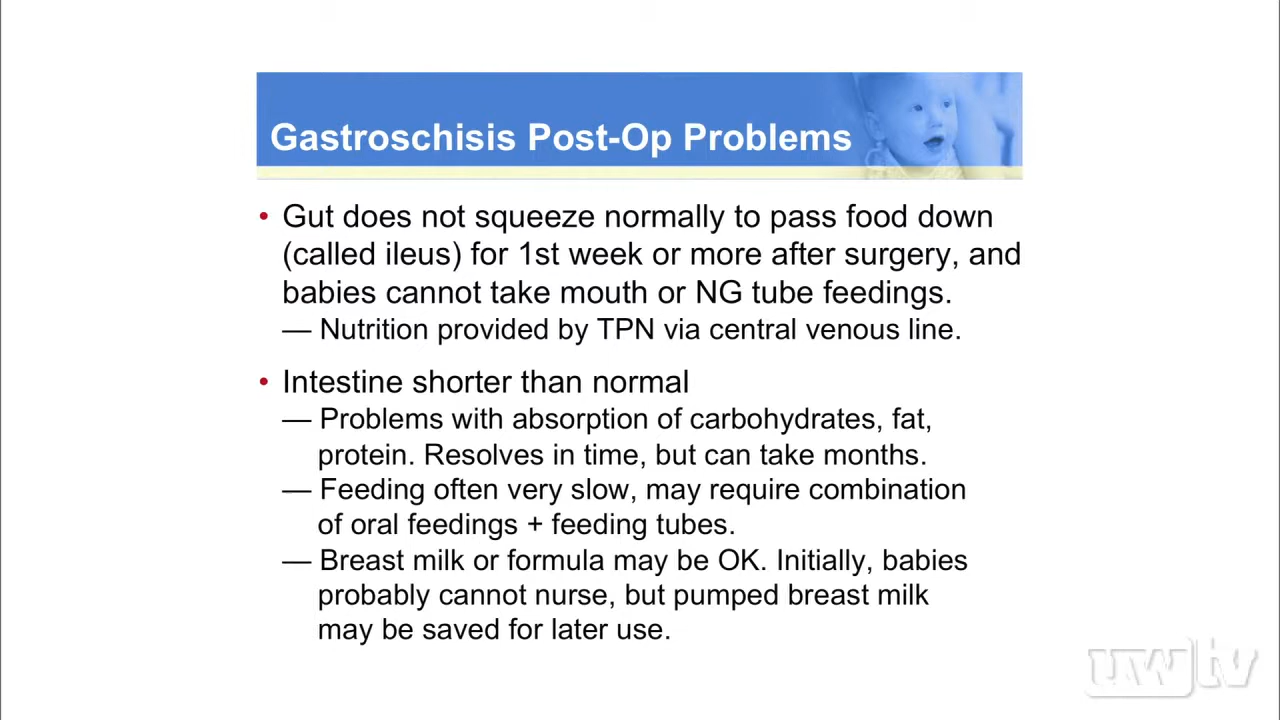 Gastroschisis Post-Op Problems
• Gut does not squeeze normally to pass food down
(called ileus) for 1st week or more after surgery, and
babies cannot take mouth or NG tube feedings.
— Nutrition provided by TPN via central venous line.
• Intestine shorter than normal
— Problems with absorption of carbohydrates, fat,
protein. Resolves in time, but can take months.
— Feeding often very slow, may require combination
of oral feedings + feeding tubes.
— Breast milk or formula may be OK. Initially, babies
probably cannot nurse, but pumped breast milk
may be saved for later use.
uwtv